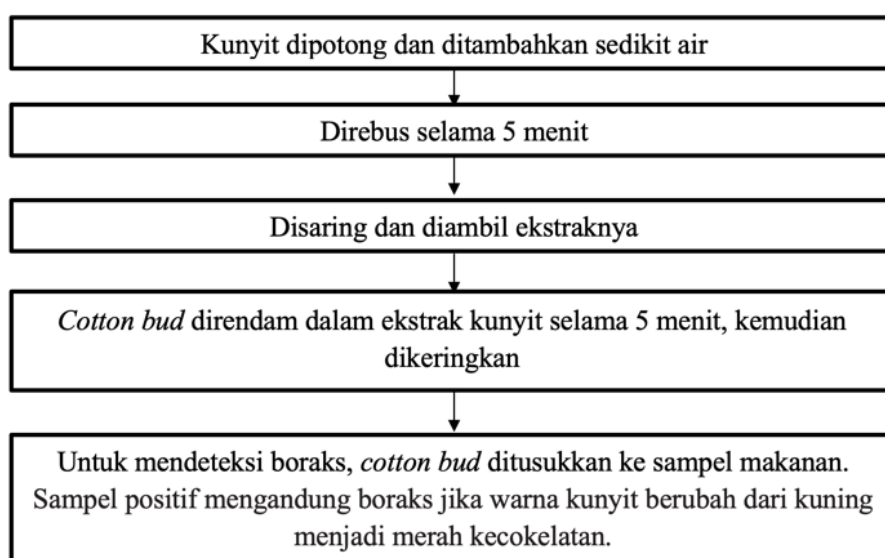 Kunyit dipotong dan ditambahkan sedikit air
Direbus selama 5 menit
Disaring dan diambil ekstraknya
Cotton bud direndam dalam ekstrak kunyit selama 5 menit, kemudian
dikeringkan
Untuk mendeteksi boraks, cotton bud ditusukkan ke sampel makanan.
Sampel positif mengandung boraks jika warna kunyit berubah dari kuning
menjadi merah kecokelatan.